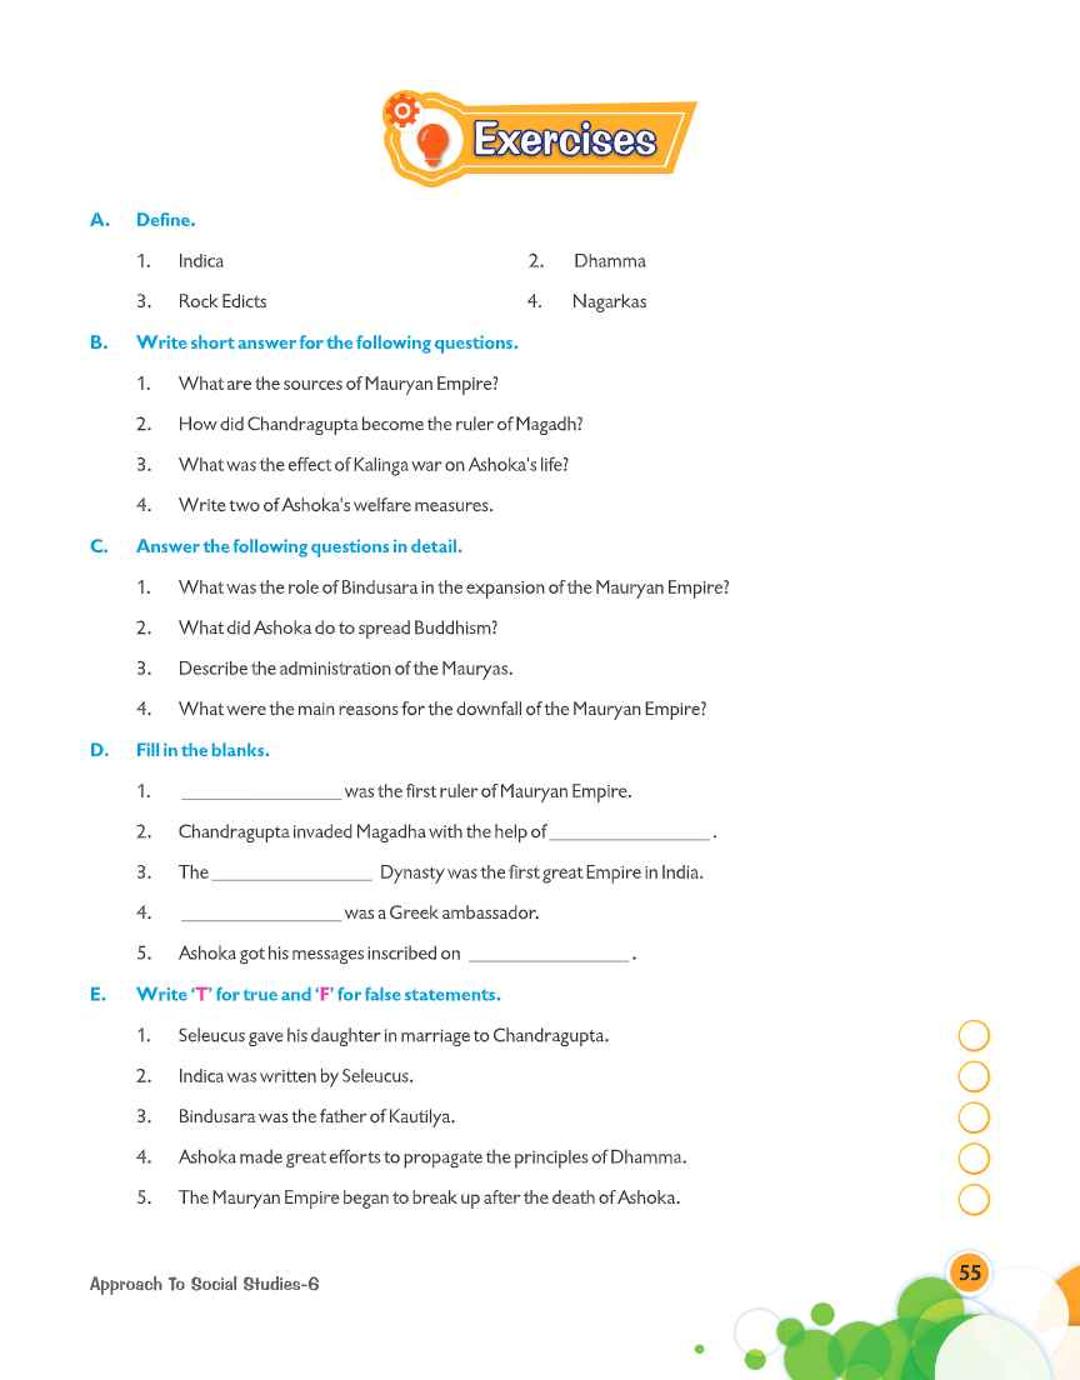 Exercises
A. Define.
1. Indica 2. Dhamma
3. Rock Edicts 4. Nagarkas
B. Write short answer for the following questions.
1. What are the sources of Mauryan Empire?
2. How did Chandragupta become the ruler of Magadh?
3. What was the effect of Kalinga war on Ashoka's life?
4. Write two of Ashoka's welfare measures.
C. Answer the following questions in detail.
1. What was the role of Bindusara in the expansion of the Mauryan Empire?
2. What did Ashoka do to spread Buddhism?
3. Describe the administration of the Mauryas.
4. What were the main reasons for the downfall of the Mauryan Empire?
D. Fill in the blanks.
1. ________________ was the first ruler of Mauryan Empire.
2. Chandragupta invaded Magadha with the help of ________________ .
3. The ________________ Dynasty was the first great Empire in India.
4. ________________ was a Greek ambassador.
5. Ashoka got his messages inscribed on ________________ .
E. Write ‘T’ for true and ‘F’ for false statements.
1. Seleucus gave his daughter in marriage to Chandragupta.
2. Indica was written by Seleucus.
3. Bindusara was the father of Kautilya.
4. Ashoka made great efforts to propagate the principles of Dhamma.
5. The Mauryan Empire began to break up after the death of Ashoka.
Approach To Social Studies-6
55